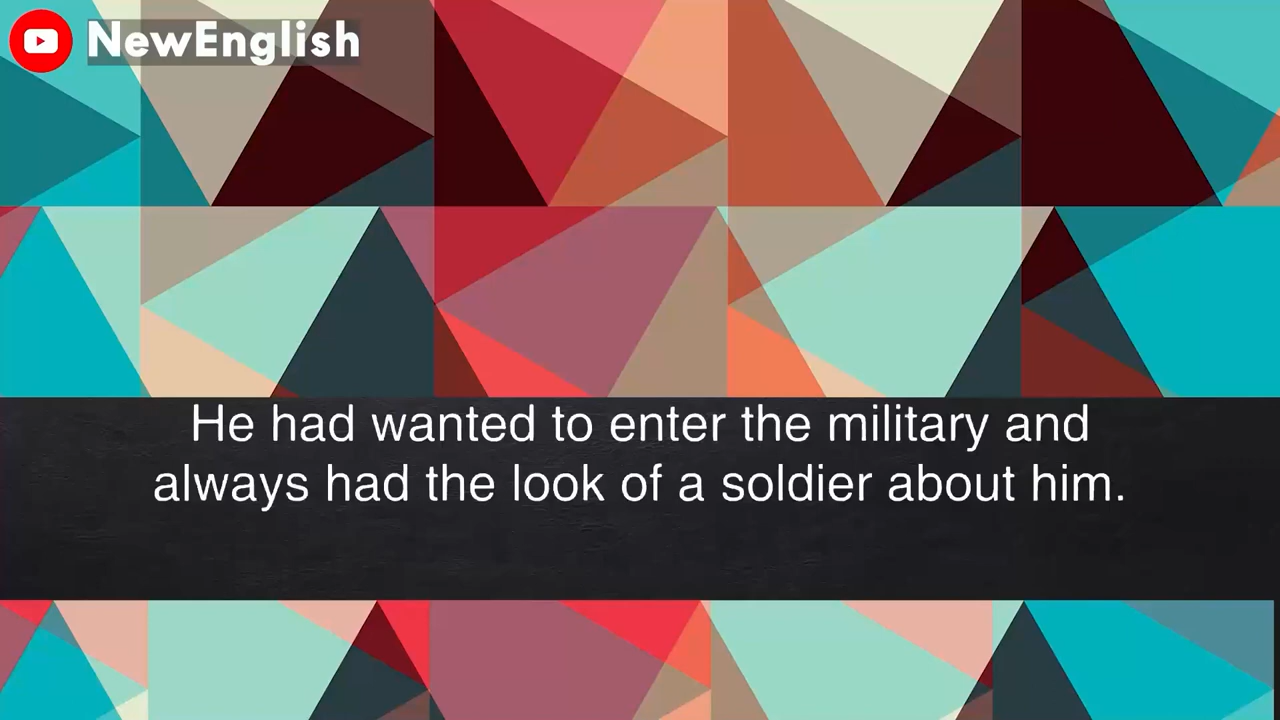 NewEnglish
He had wanted to enter the military and
always had the look of a soldier about him.